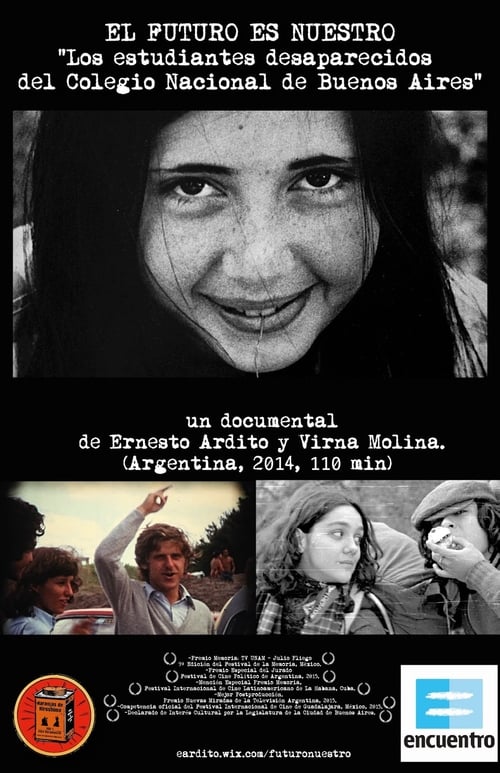 EL FUTURO ES NUESTRO
"Los estudiantes desaparecidos
del Colegio Nacional de Buenos Aires"
un documental
de Ernesto Ardito y Virna Molina.
(Argentina, 2014, 110 min)
-Premio Memoria TV UNAM - Julio Pliego
7º Edición del Festival de la Memoria, México.
-Premio Especial del Jurado
Festival de Cine Político de Argentina, 2015.
-Mención Especial Premio Memoria,
Festival Internacional de Cine Latinoamericano de la Habana, Cuba.
-Mejor Postproducción.
Premio Nuevas Miradas de la Televisión Argentina, 2015.
-Competencia oficial del Festival Internacional de Cine de Guadalajara, México, 2015.
-Declarado de Interés Cultural por la Legislatura de la Ciudad de Buenos Aires.
eardito.wix.com/futuronuestro
encuentro